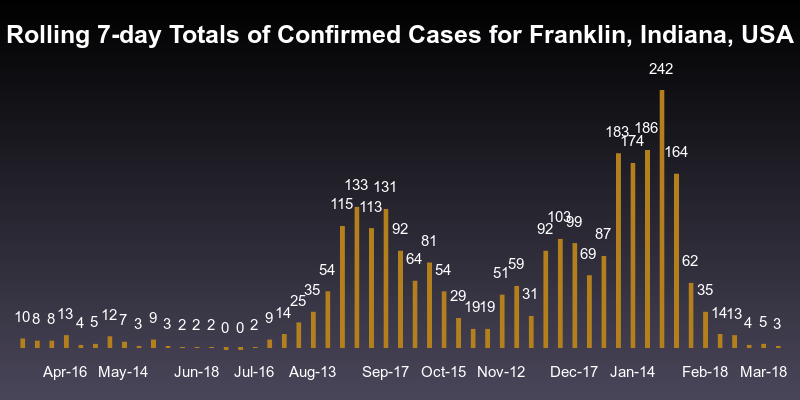 Rolling 7-day Totals of Confirmed Cases for Franklin, Indiana, USA
10 8 8 13 4 5 12 7 3 9 3 2 2 2 0 0 2 9 14 25 35 54 115 133 113 131 92 64 81 54 29 19 19 51 59 31 92 103 99 69 87 183 174 186 242 164 62 35 14 13 4 5 3
Apr-16 May-14 Jun-18 Jul-16 Aug-13 Sep-17 Oct-15 Nov-12 Dec-17 Jan-14 Feb-18 Mar-18